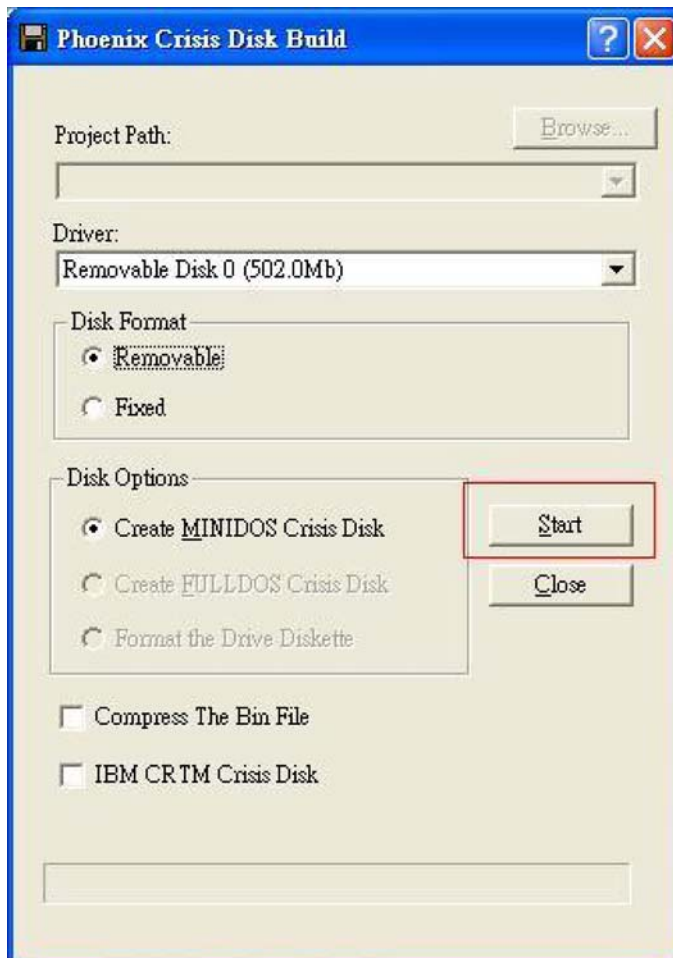 Phoenix Crisis Disk Build
Browse...
Project Path:
Driver:
Removable Disk 0 (502.0Mb)
Disk Format
Removable
Fixed
Disk Options
Create MINIDOS Crisis Disk
Start
Create FULLDOS Crisis Disk
Close
Format the Drive Diskette
Compress The Bin File
IBM CRTM Crisis Disk